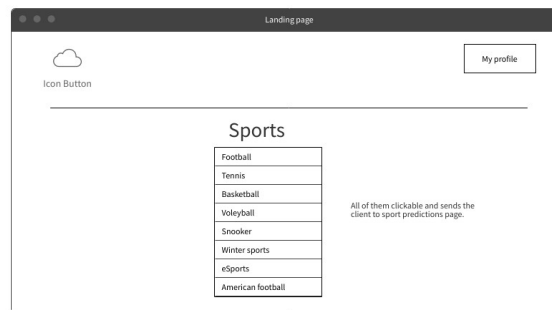 Landing page
My profile
Icon Button
Sports
Football
Tennis
Basketball
Voleyball
Snooker
Winter sports
eSports
American football
All of them clickable and sends the
client to sport predictions page.